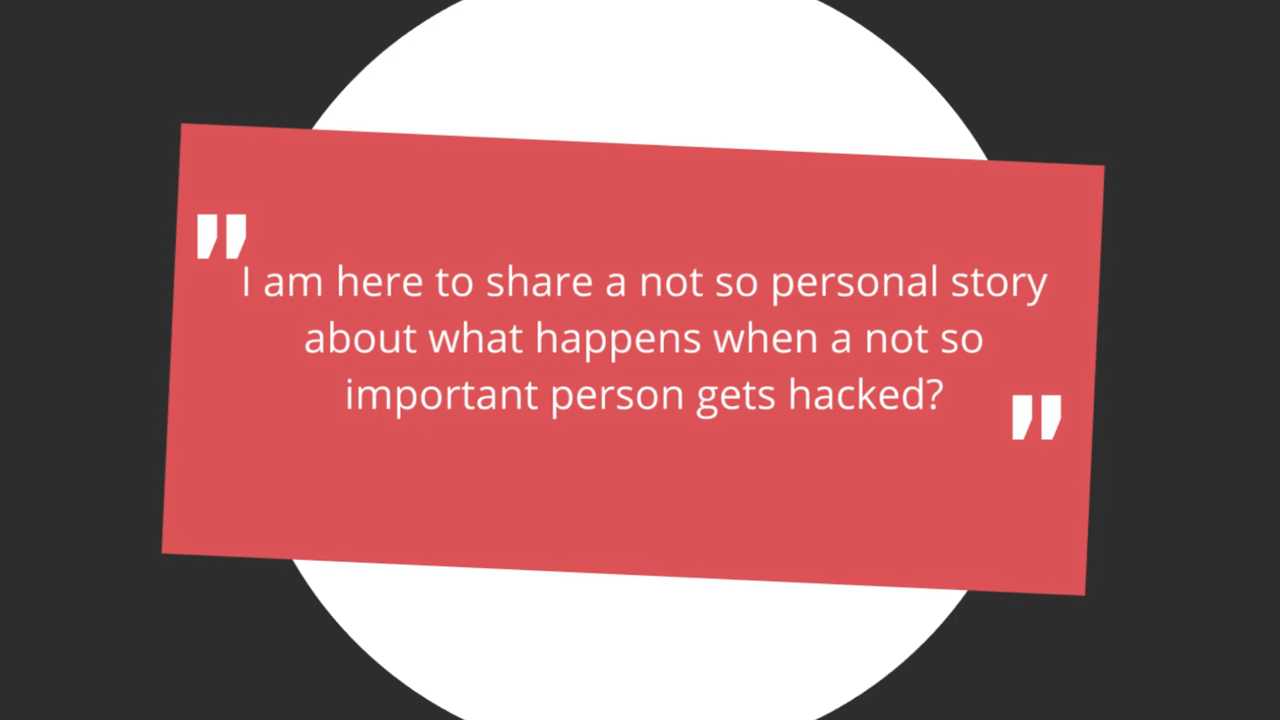 "I am here to share a not so personal story
about what happens when a not so
important person gets hacked?"